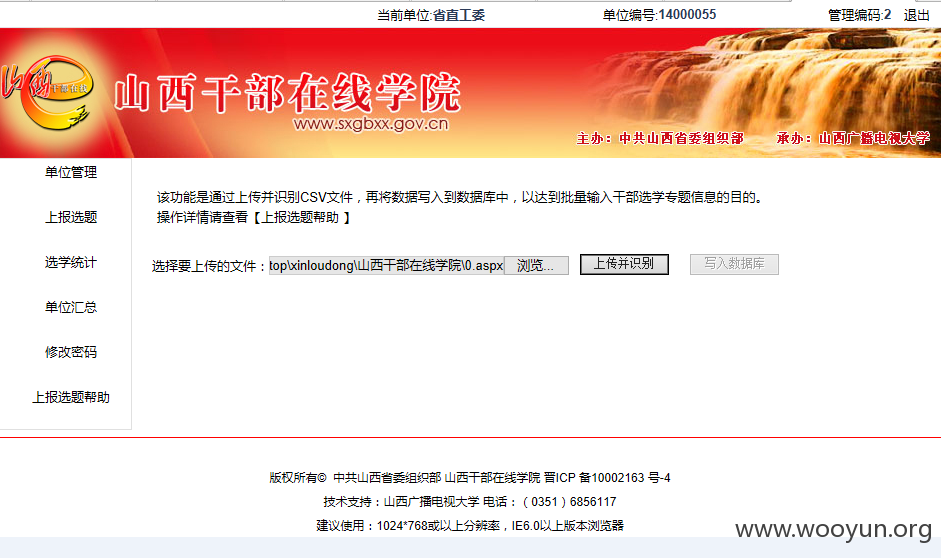 当前单位:省直工委 单位编号:14000055 管理编码:2 退出
山西干部在线
山西干部在线学院
www.sxgbxx.gov.cn
主办：中共山西省委组织部 承办：山西广播电视大学
单位管理
上报选题
选学统计
单位汇总
修改密码
上报选题帮助
该功能是通过上传并识别CSV文件，再将数据写入到数据库中，以达到批量输入干部选学专题信息的目的。
操作详情请查看【上报选题帮助 】
选择要上传的文件：top\xinloudong\山西干部在线学院\0.aspx 浏览... 上传并识别 写入数据库
版权所有© 中共山西省委组织部 山西干部在线学院 晋ICP 备10002163 号-4
技术支持：山西广播电视大学 电话：（0351）6856117
建议使用：1024*768或以上分辨率，IE6.0以上版本浏览器
www.wooyun.org